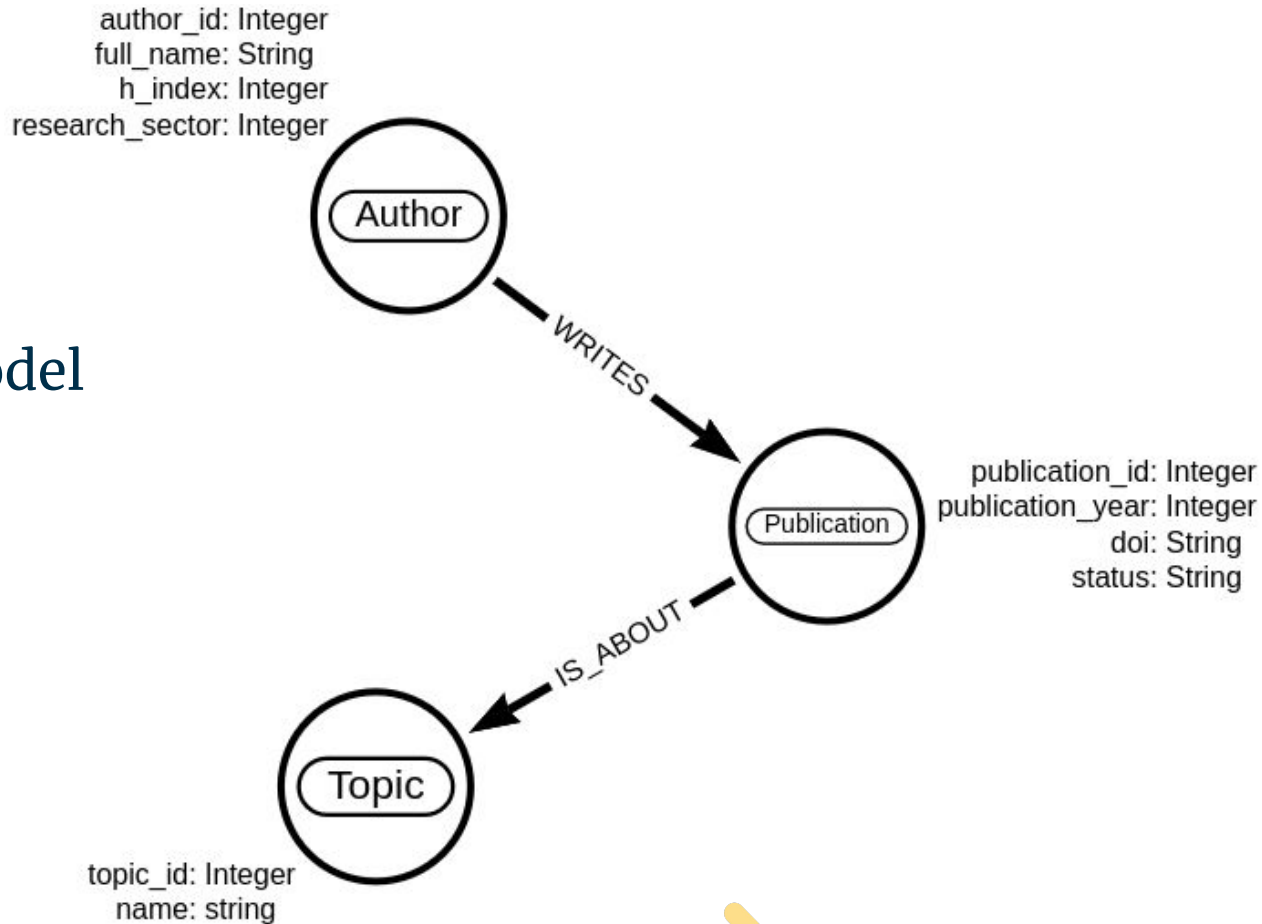 author_id: Integer
full_name: String
h_index: Integer
research_sector: Integer
Author
WRITES
odel
Publication
publication_id: Integer
publication_year: Integer
doi: String
status: String
IS_ABOUT
Topic
topic_id: Integer
name: string